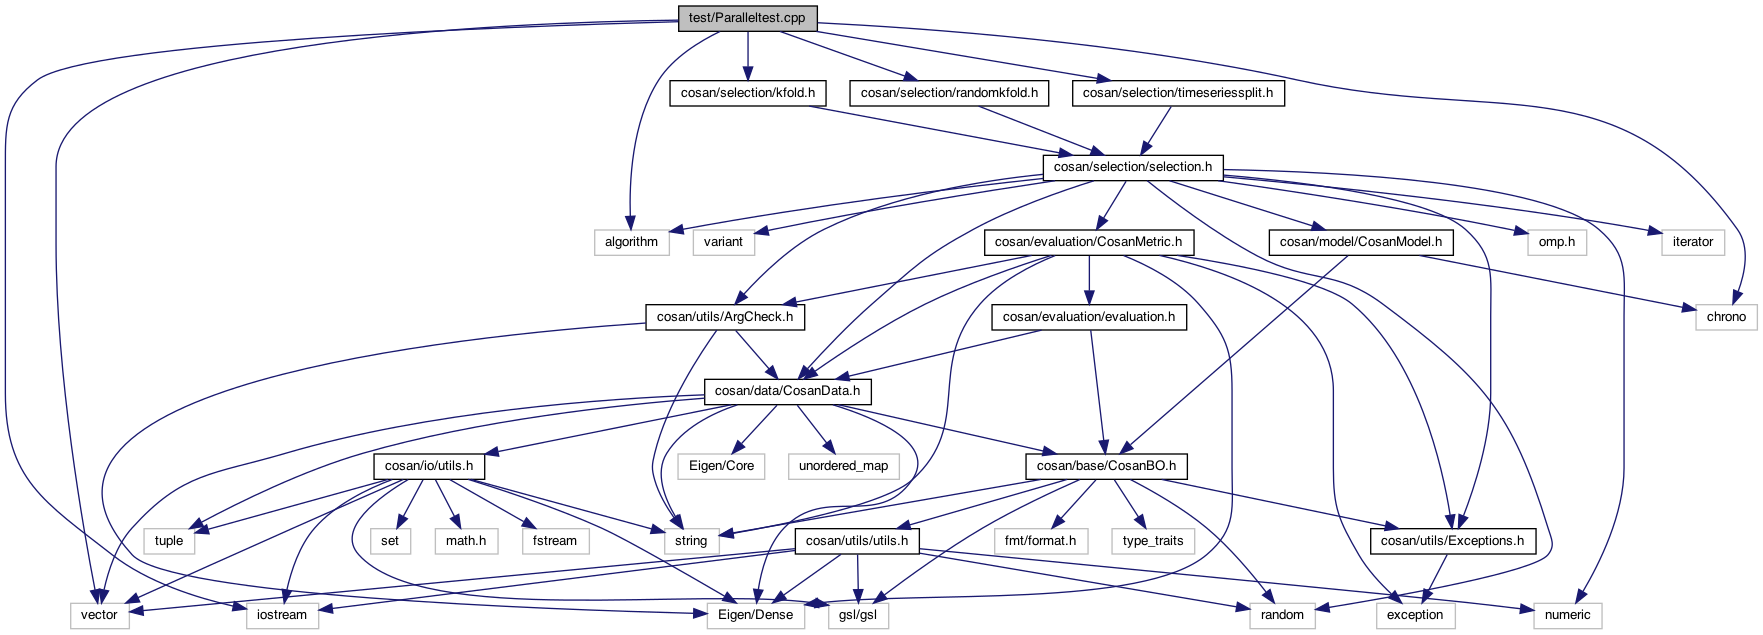 test/Paralleltest.cpp
cosan/selection/kfold.h
cosan/selection/randomkfold.h
cosan/selection/timeseriessplit.h
cosan/selection/selection.h
algorithm
variant
cosan/evaluation/CosanMetric.h
cosan/model/CosanModel.h
omp.h
iterator
cosan/utils/ArgCheck.h
cosan/evaluation/evaluation.h
chrono
cosan/data/CosanData.h
cosan/io/utils.h
Eigen/Core
unordered_map
cosan/base/CosanBO.h
tuple
set
math.h
fstream
string
cosan/utils/utils.h
fmt/format.h
type_traits
cosan/utils/Exceptions.h
vector
iostream
Eigen/Dense
gsl/gsl
random
exception
numeric